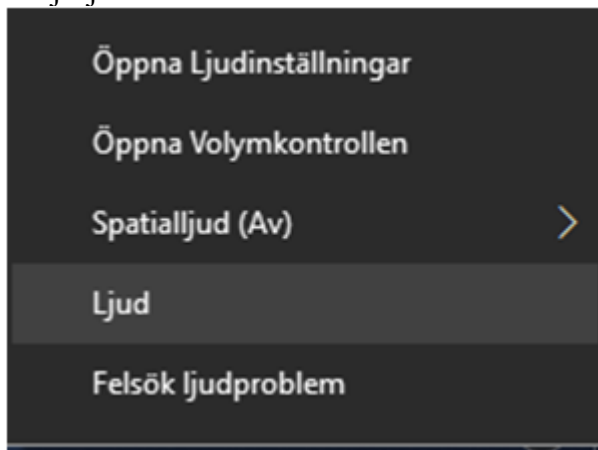 Öppna Ljudinställningar
Öppna Volymkontrollen
Spatialljud (Av)
Ljud
Felsök ljudproblem